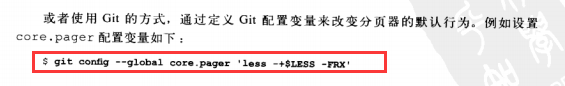 或者使用 Git 的方式，通过定义 Git 配置变量来改变分页器的默认行为。例如设置
core.pager 配置变量如下：
$ git config --global core.pager 'less -+$LESS -FRX'